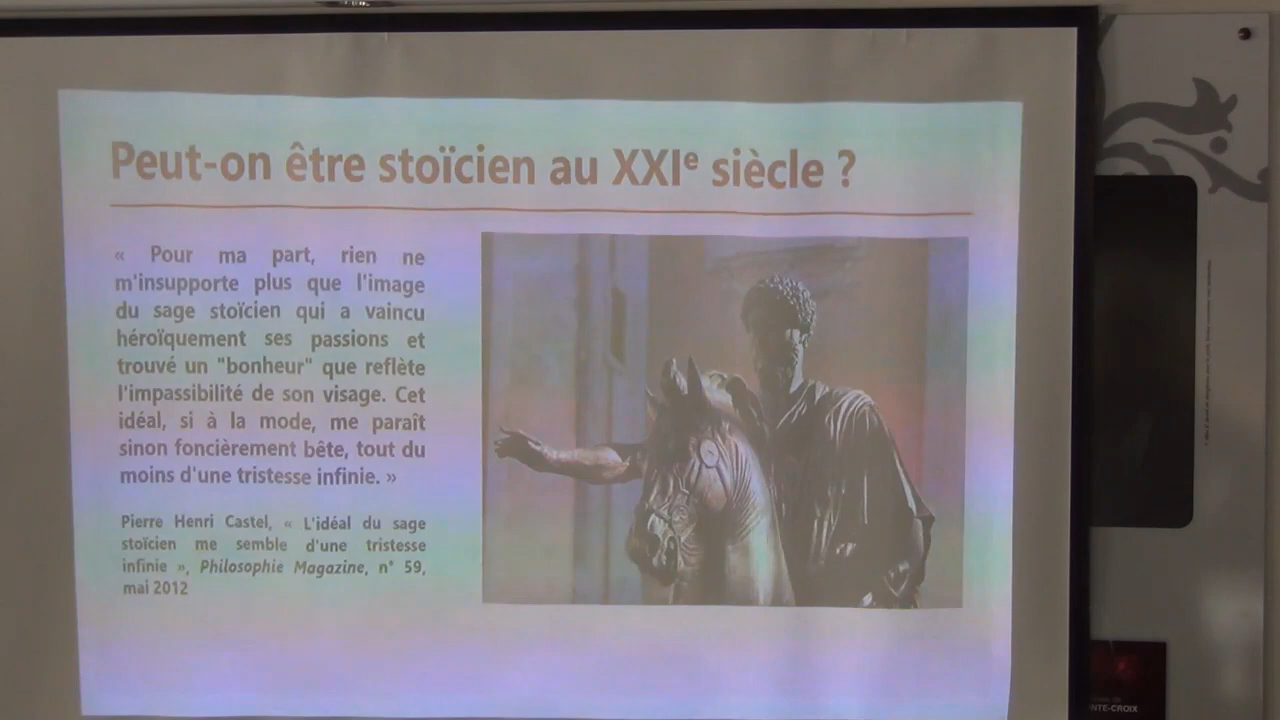 Peut-on être stoïcien au XXIe siècle ?
« Pour ma part, rien ne
m'insupporte plus que l'image
du sage stoïcien qui a vaincu
héroïquement ses passions et
trouvé un "bonheur" que reflète
l'impassibilité de son visage. Cet
idéal, si à la mode, me paraît
sinon foncièrement bête, tout du
moins d'une tristesse infinie. »
Pierre Henri Castel, « L'idéal du sage
stoïcien me semble d'une tristesse
infinie », Philosophie Magazine, n° 59,
mai 2012
NTE-CROIX